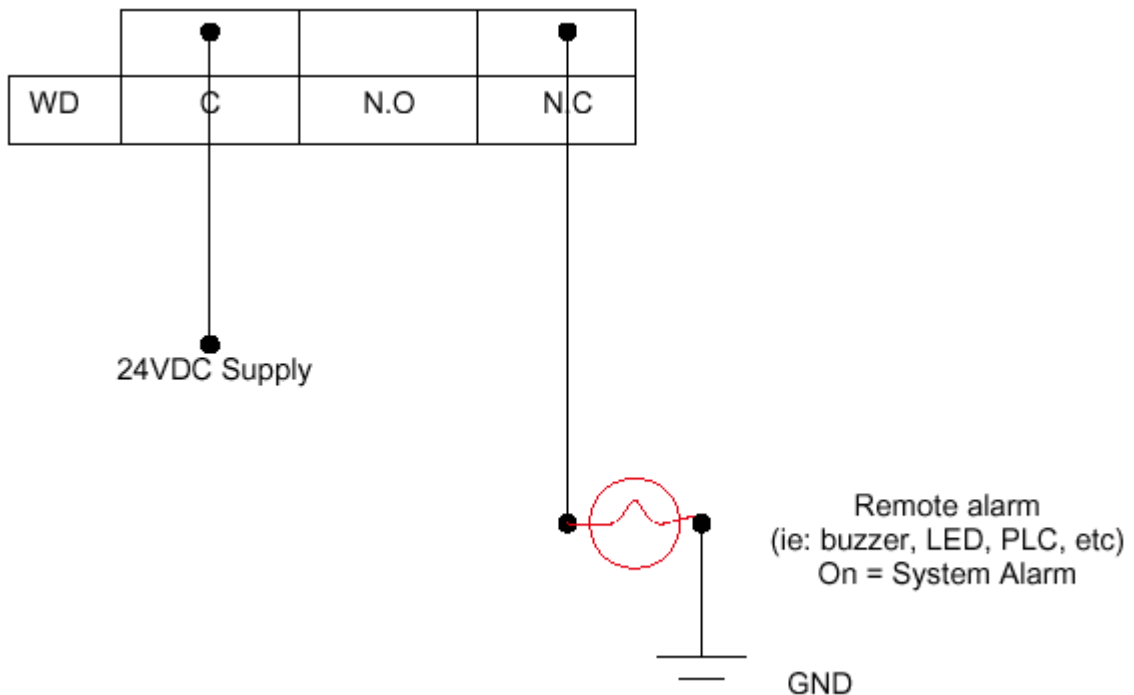 WD C N.O N.C
24VDC Supply
Remote alarm
(ie: buzzer, LED, PLC, etc)
On = System Alarm
GND